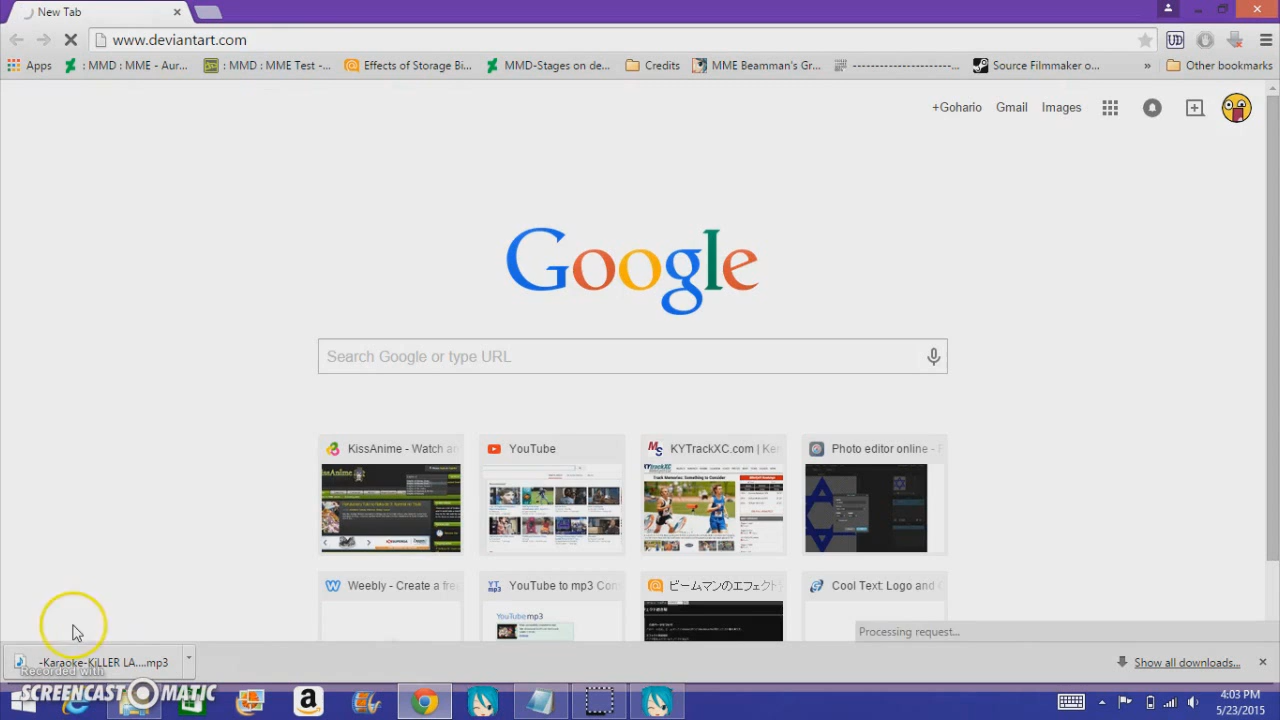 New Tab
www.deviantart.com
Apps
: MMD : MME - Aur...
: MMD : MME Test -...
Effects of Storage Bi...
MMD-Stages on de...
Credits
MME Beamman's Gr...
Source Filmmaker o...
»
Other bookmarks
+Gohario
Gmail
Images
Google
Search Google or type URL
KissAnime - Watch an
YouTube
KYTrackXC.com | Ken
Photo editor online - P
Weebly - Create a fre
YouTube to mp3 Con
ビームマンのエフェクト
Cool Text: Logo and G
Processing request...
Karaoke-KiLLER LA....mp3
Show all downloads...
Recorded with
SCREENCAST MATIC
4:03 PM
5/23/2015